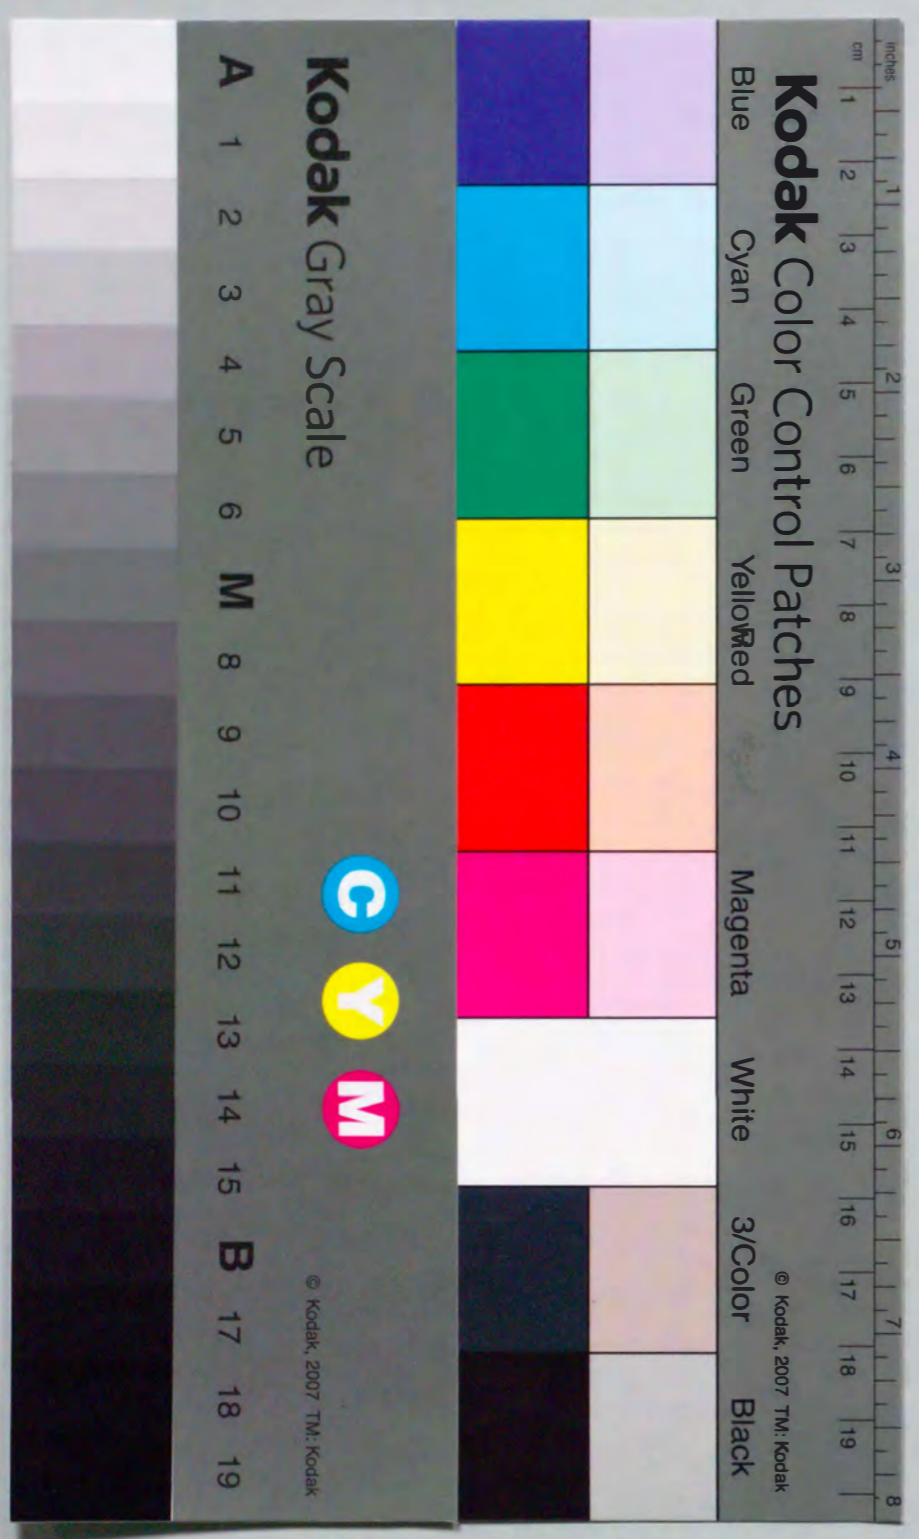 Kodak Gray Scale
A 1 2 3 4 5 6 M 8 9 10 11 12 13 14 15 B 17 18 19
C Y M
© Kodak, 2007 TM: Kodak
inches 1 2 3 4 5 6 7 8
cm 1 2 3 4 5 6 7 8 9 10 11 12 13 14 15 16 17 18 19
Kodak Color Control Patches
© Kodak, 2007 TM: Kodak
Blue Cyan Green Yellow Red Magenta White 3/Color Black